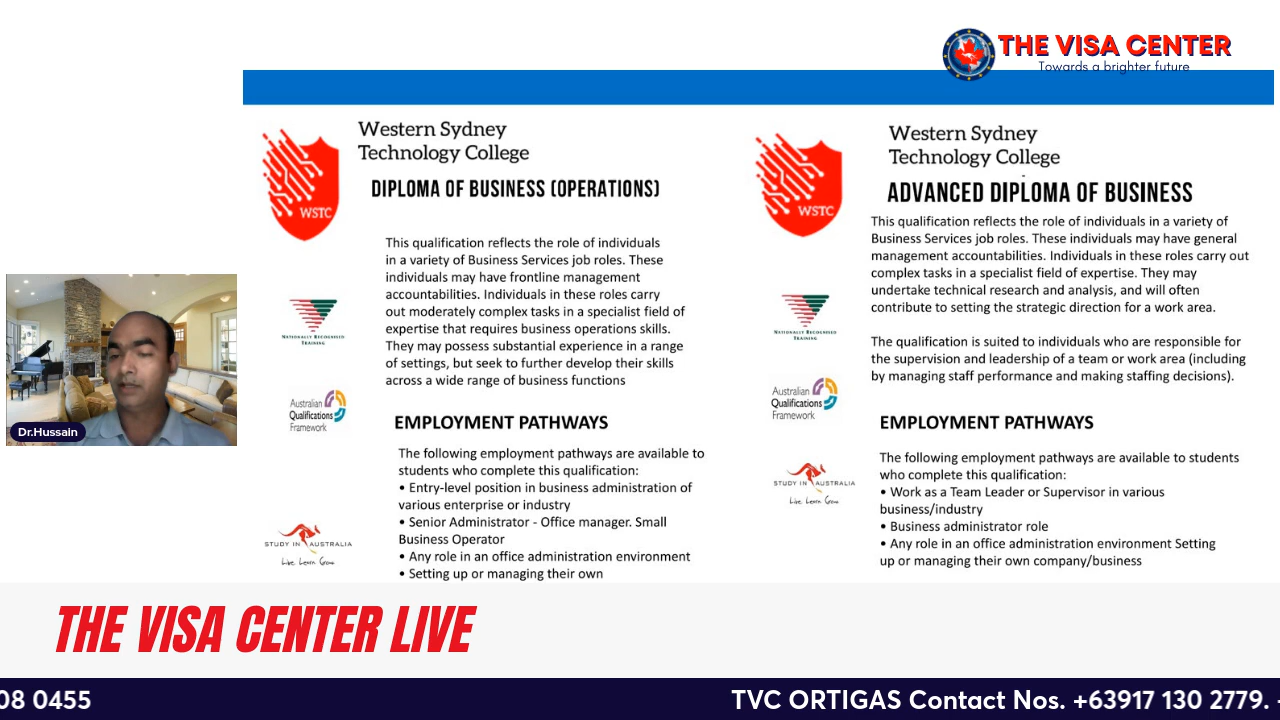 THE VISA CENTER
Towards a brighter future
Western Sydney
Technology College
DIPLOMA OF BUSINESS (OPERATIONS)
WSTC
This qualification reflects the role of individuals
in a variety of Business Services job roles. These
individuals may have frontline management
accountabilities. Individuals in these roles carry
out moderately complex tasks in a specialist field of
expertise that requires business operations skills.
They may possess substantial experience in a range
of settings, but seek to further develop their skills
across a wide range of business functions
NATIONALLY RECOGNISED
TRAINING
Australian
Qualifications
Framework
EMPLOYMENT PATHWAYS
The following employment pathways are available to
students who complete this qualification:
• Entry-level position in business administration of
various enterprise or industry
• Senior Administrator - Office manager. Small
Business Operator
• Any role in an office administration environment
• Setting up or managing their own
STUDY IN AUSTRALIA
Live. Learn. Grow
Western Sydney
Technology College
ADVANCED DIPLOMA OF BUSINESS
WSTC
This qualification reflects the role of individuals in a variety of
Business Services job roles. These individuals may have general
management accountabilities. Individuals in these roles carry out
complex tasks in a specialist field of expertise. They may
undertake technical research and analysis, and will often
contribute to setting the strategic direction for a work area.
The qualification is suited to individuals who are responsible for
the supervision and leadership of a team or work area (including
by managing staff performance and making staffing decisions).
NATIONALLY RECOGNISED
TRAINING
Australian
Qualifications
Framework
EMPLOYMENT PATHWAYS
The following employment pathways are available to students
who complete this qualification:
• Work as a Team Leader or Supervisor in various
business/industry
• Business administrator role
• Any role in an office administration environment Setting
up or managing their own company/business
STUDY IN AUSTRALIA
Live. Learn. Grow
Dr.Hussain
THE VISA CENTER LIVE
08 0455
TVC ORTIGAS Contact Nos. +63917 130 2779.